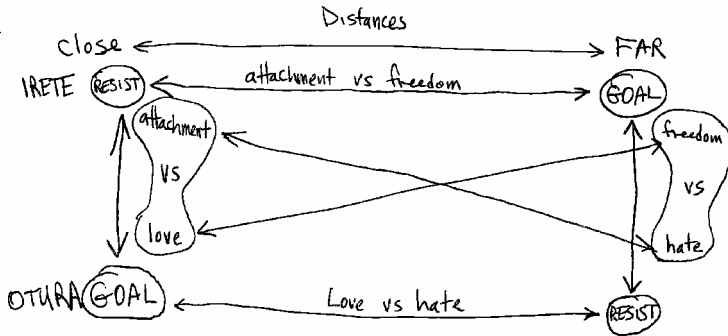 Distances
close FAR
IRETE RESIST attachment vs freedom GOAL
attachment freedom
vs vs
love hate
OTURA GOAL Love vs hate RESIST